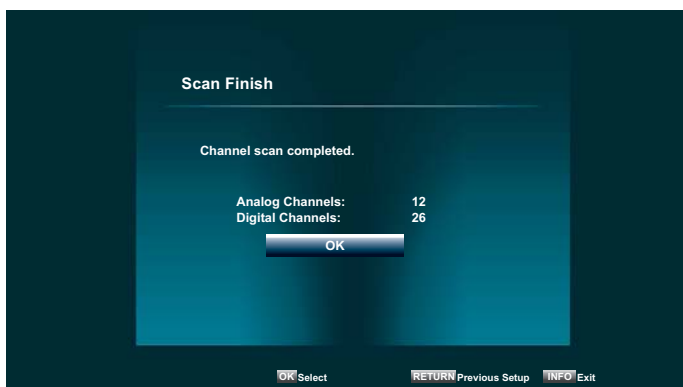 Scan Finish
Channel scan completed.
Analog Channels: 12
Digital Channels: 26
OK
OK Select RETURN Previous Setup INFO Exit